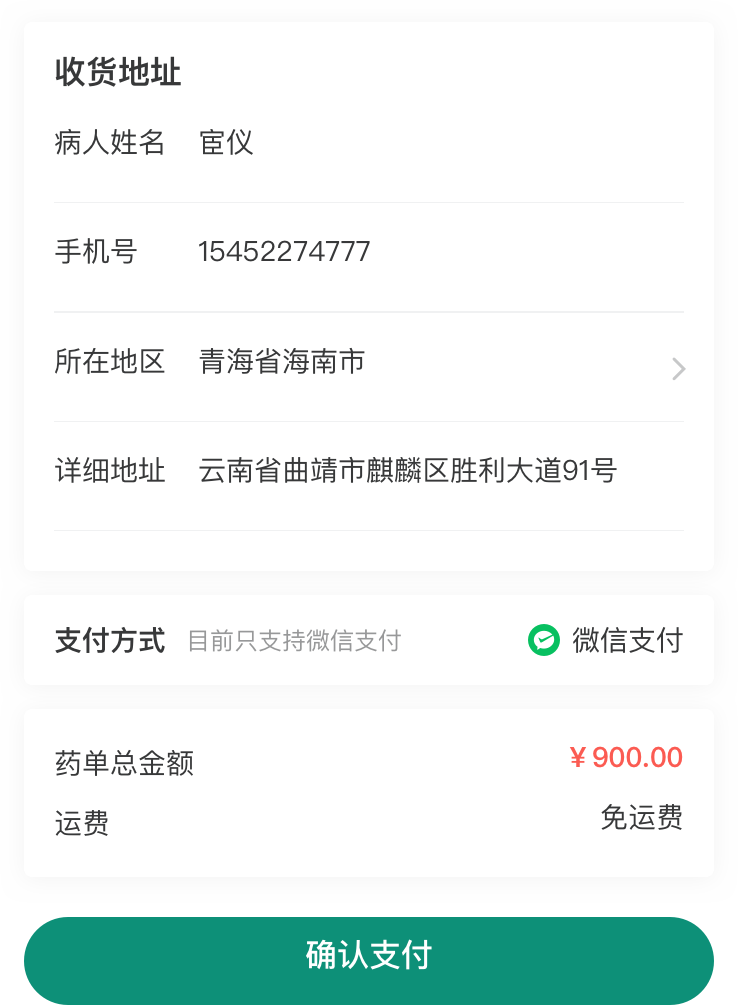 收货地址
病人姓名 宦仪
手机号 15452274777
所在地区 青海省海南市
详细地址 云南省曲靖市麒麟区胜利大道91号
支付方式 目前只支持微信支付 微信支付
药单总金额 ¥900.00
运费 免运费
确认支付